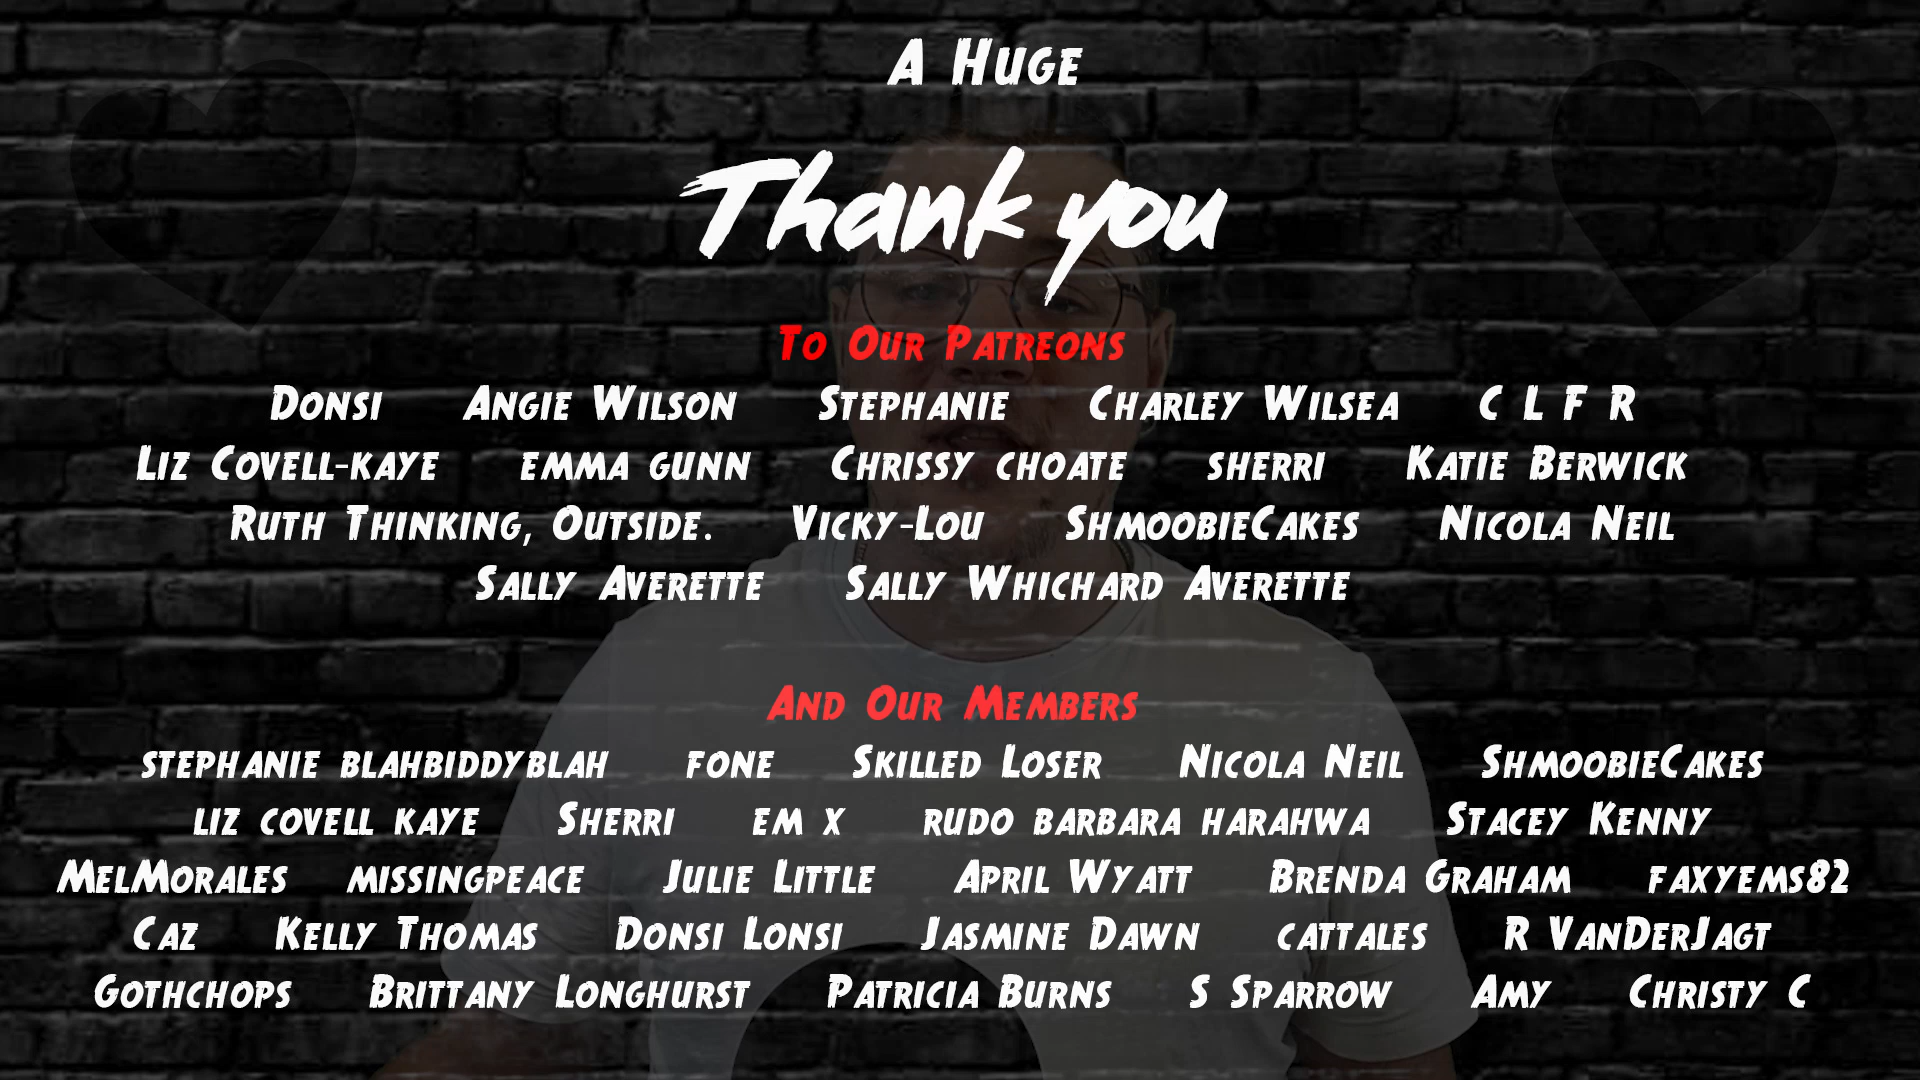 A Huge
Thank you
To Our Patreons
Donsi Angie Wilson Stephanie Charley Wilsea C L F R
Liz Covell-kaye emma gunn Chrissy choate sherri Katie Berwick
Ruth Thinking, Outside. Vicky-Lou ShmoobieCakes Nicola Neil
Sally Averette Sally Whichard Averette
And Our Members
stephanie blahbiddyblah fone Skilled Loser Nicola Neil ShmoobieCakes
liz covell kaye Sherri em x rudo barbara harahwa Stacey Kenny
MelMorales missingpeace Julie Little April Wyatt Brenda Graham faxyems82
Caz Kelly Thomas Donsi Lonsi Jasmine Dawn cattales R VanDerJagt
Gothchops Brittany Longhurst Patricia Burns S Sparrow Amy Christy C